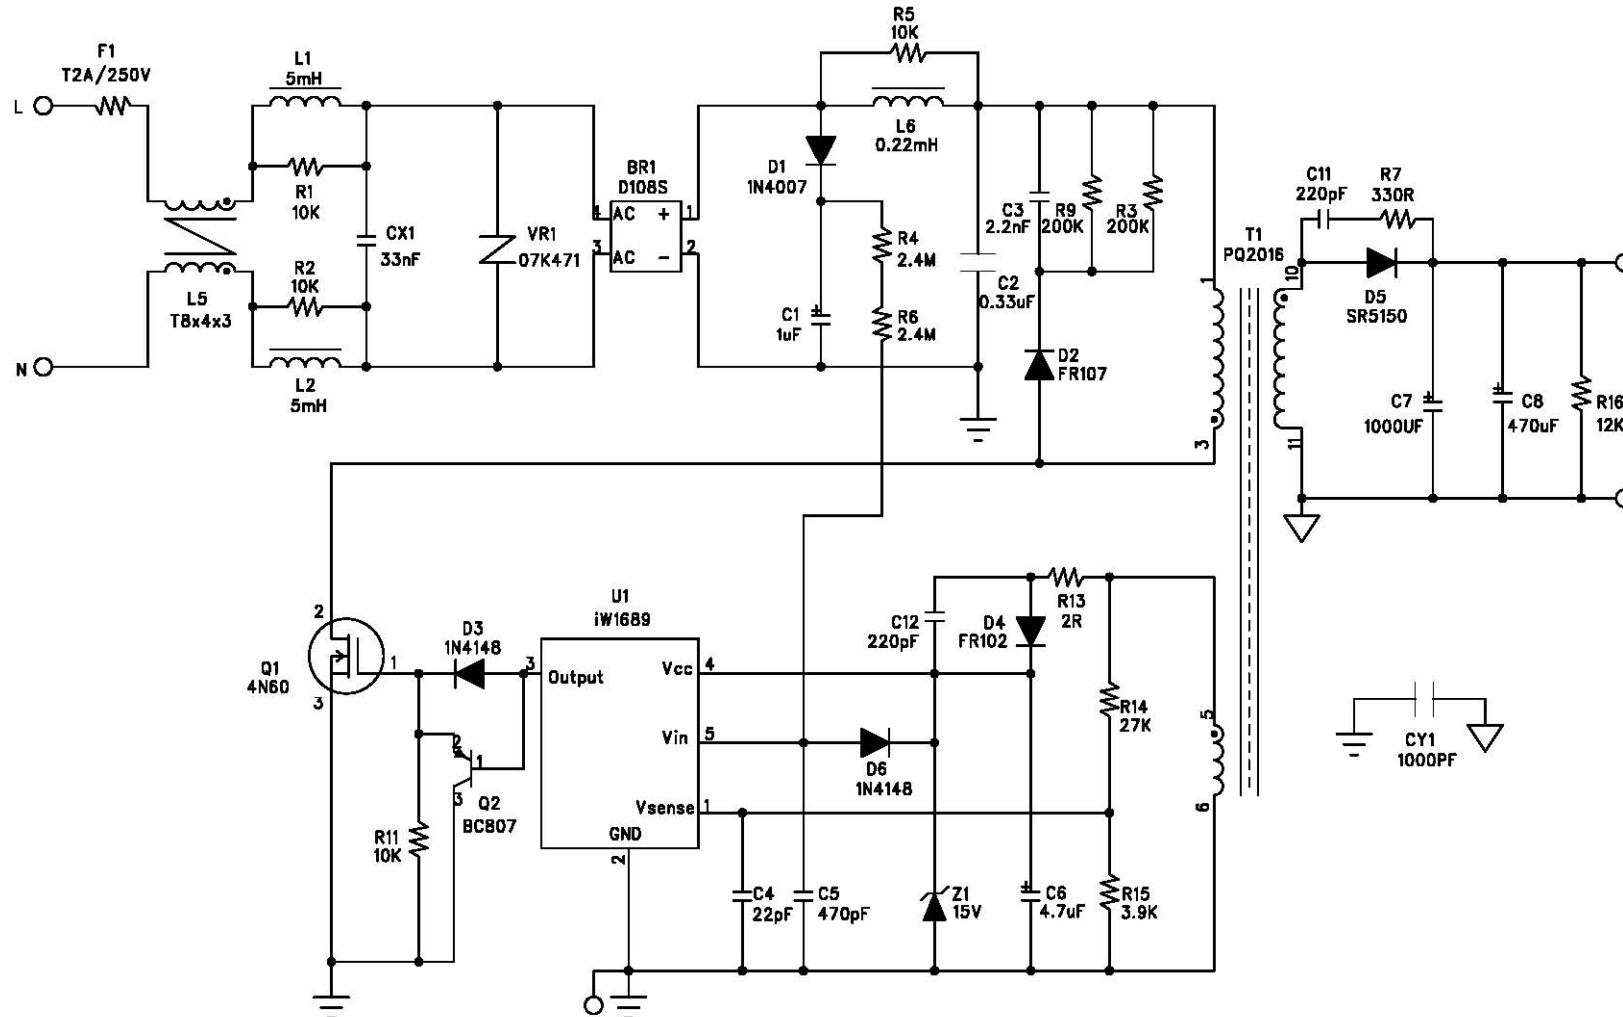 F1
T2A/250V
L
L1
5mH
R1
10K
R2
10K
L5
T8x4x3
N
L2
5mH
CX1
33nF
VR1
07K471
BR1
D108S
4
AC
+
1
3
AC
-
2
R5
10K
L6
0.22mH
D1
1N4007
R4
2.4M
C1
+
1uF
R6
2.4M
C3
2.2nF
R9
200K
R3
200K
C2
0.33uF
D2
FR107
T1
PQ2016
1
3
10
11
5
6
C11
220pF
R7
330R
D5
SR5150
C7
+
1000UF
C8
+
470uF
R16
12K
Q1
4N60
2
1
3
D3
1N4148
3
U1
iW1689
Output
Vcc
4
Vin
5
Vsense
1
GND
2
2
1
3
Q2
BC807
R11
10K
C12
220pF
D4
FR102
R13
2R
R14
27K
D6
1N4148
C4
22pF
C5
470pF
Z1
15V
C6
+
4.7uF
R15
3.9K
CY1
1000PF